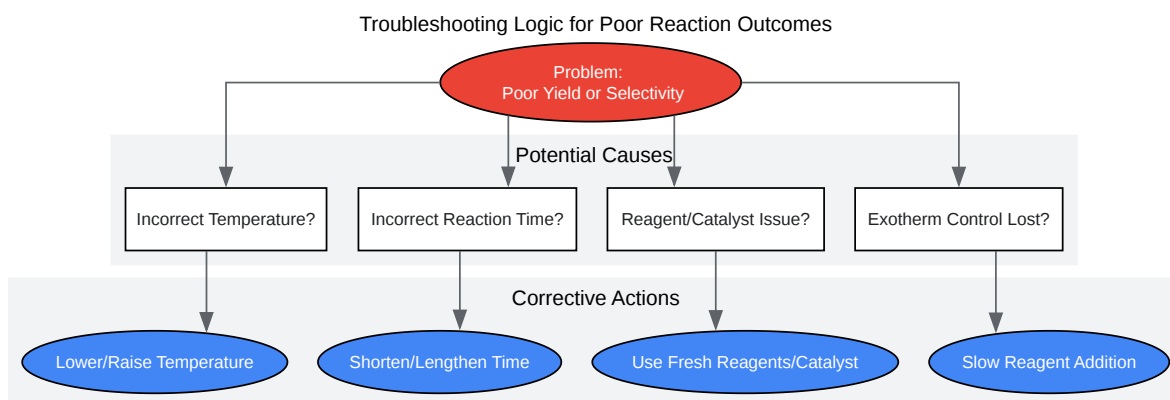 Troubleshooting Logic for Poor Reaction Outcomes
Problem:
Poor Yield or Selectivity
Potential Causes
Incorrect Temperature?
Incorrect Reaction Time?
Reagent/Catalyst Issue?
Exotherm Control Lost?
Corrective Actions
Lower/Raise Temperature
Shorten/Lengthen Time
Use Fresh Reagents/Catalyst
Slow Reagent Addition